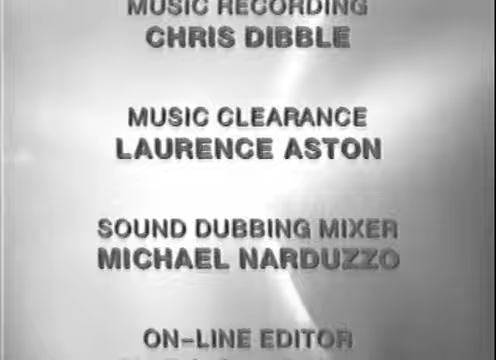 MUSIC RECORDING
CHRIS DIBBLE
MUSIC CLEARANCE
LAURENCE ASTON
SOUND DUBBING MIXER
MICHAEL NARDUZZO
ON-LINE EDITOR